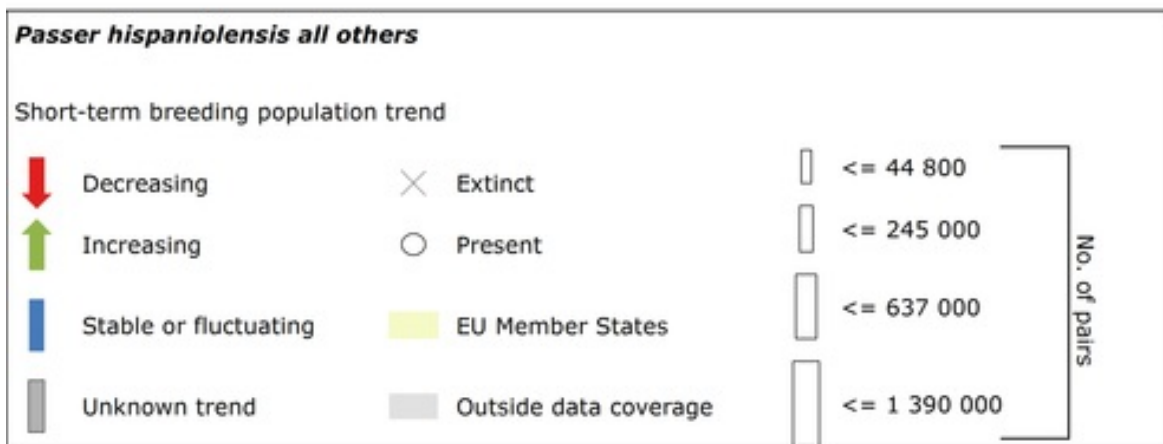 Passer hispaniolensis all others
Short-term breeding population trend
Decreasing
Extinct
<= 44 800
Increasing
Present
<= 245 000
Stable or fluctuating
EU Member States
<= 637 000
Unknown trend
Outside data coverage
<= 1 390 000
No. of pairs